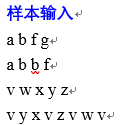 样本输入
a b f g
a b b f
v w x y z
v y x v z v w v